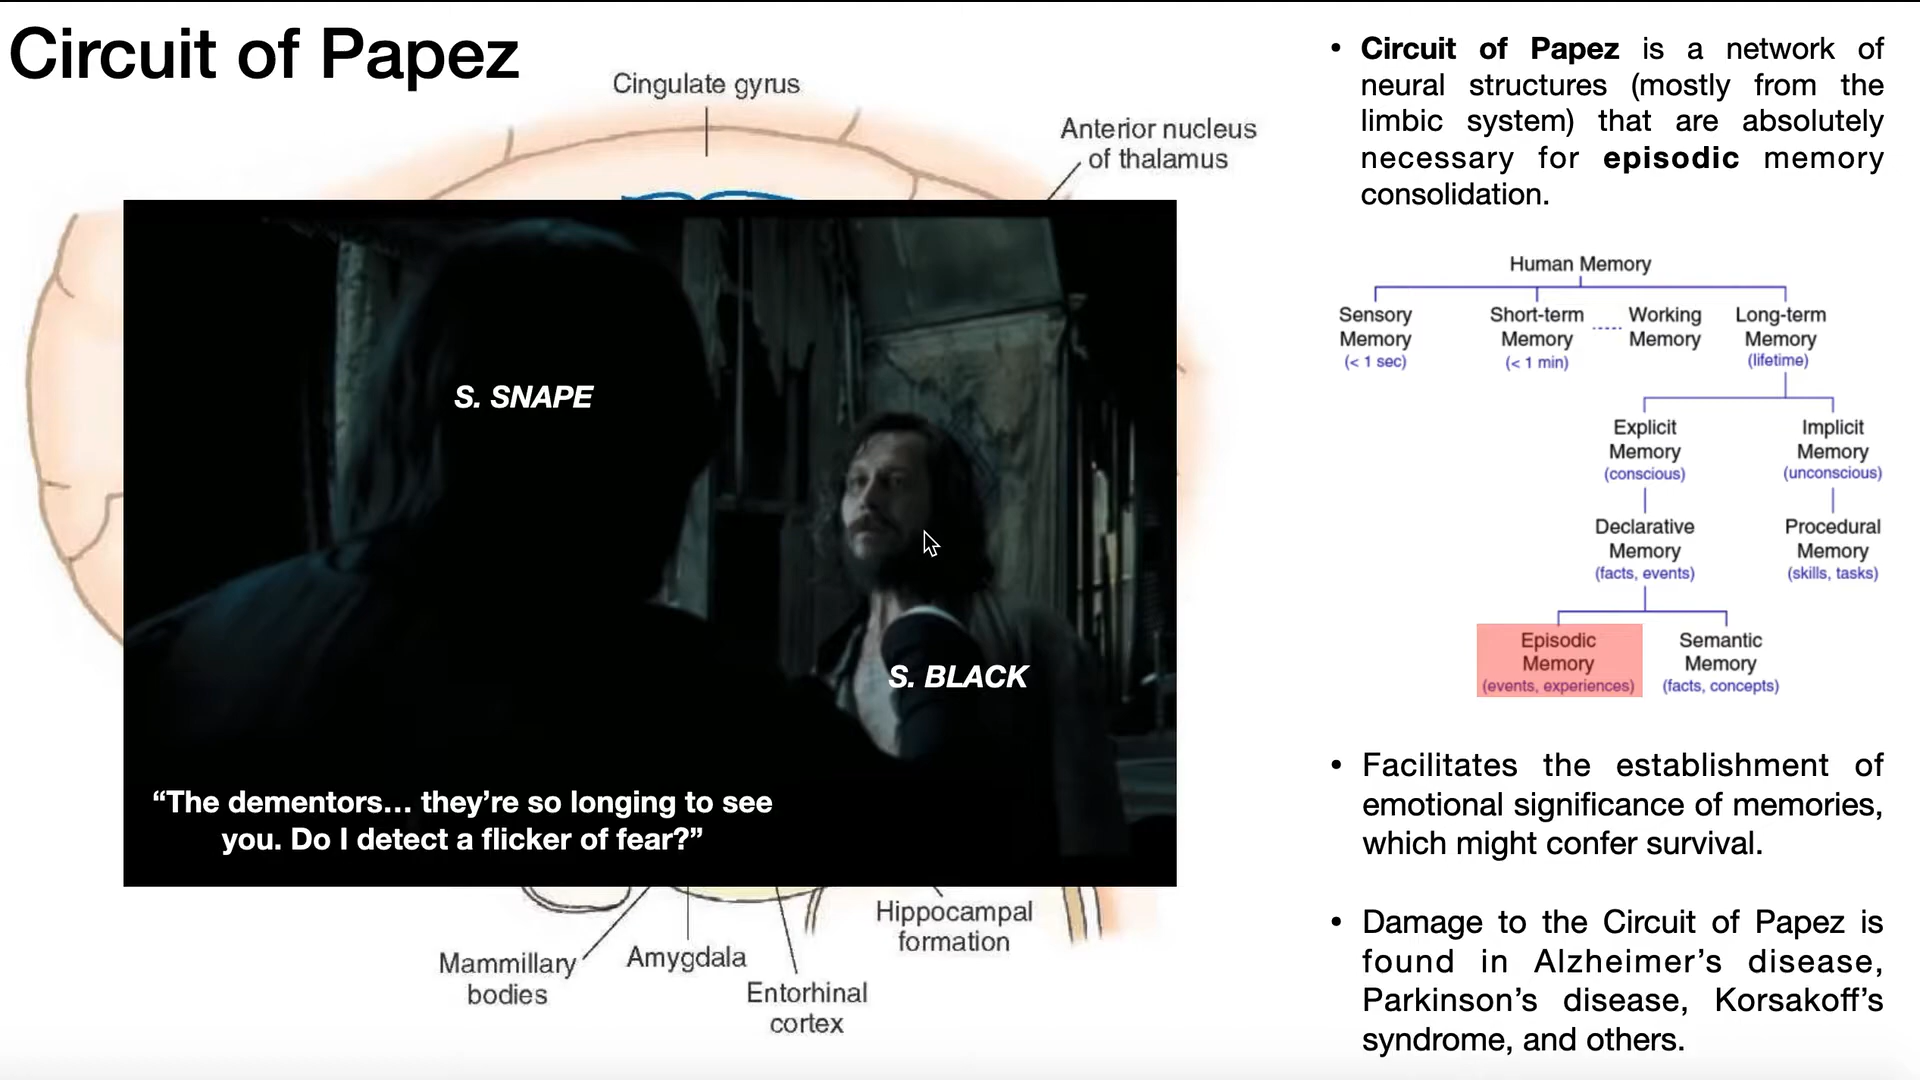 Circuit of Papez
Cingulate gyrus
Anterior nucleus
of thalamus
S. SNAPE
S. BLACK
“The dementors... they’re so longing to see
you. Do I detect a flicker of fear?”
Mammillary
bodies
Amygdala
Entorhinal
cortex
Hippocampal
formation
• Circuit of Papez is a network of
neural structures (mostly from the
limbic system) that are absolutely
necessary for episodic memory
consolidation.
Human Memory
Sensory
Memory
(< 1 sec)
Short-term
Memory
(< 1 min)
Working
Memory
Long-term
Memory
(lifetime)
Explicit
Memory
(conscious)
Implicit
Memory
(unconscious)
Declarative
Memory
(facts, events)
Procedural
Memory
(skills, tasks)
Episodic
Memory
(events, experiences)
Semantic
Memory
(facts, concepts)
• Facilitates the establishment of
emotional significance of memories,
which might confer survival.
• Damage to the Circuit of Papez is
found in Alzheimer’s disease,
Parkinson’s disease, Korsakoff’s
syndrome, and others.